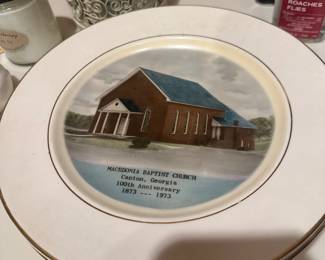 ROACHES
FLIES
MACEDONIA BAPTIST CHURCH
Canton, Georgia
100th Anniversary
1873 --- 1973